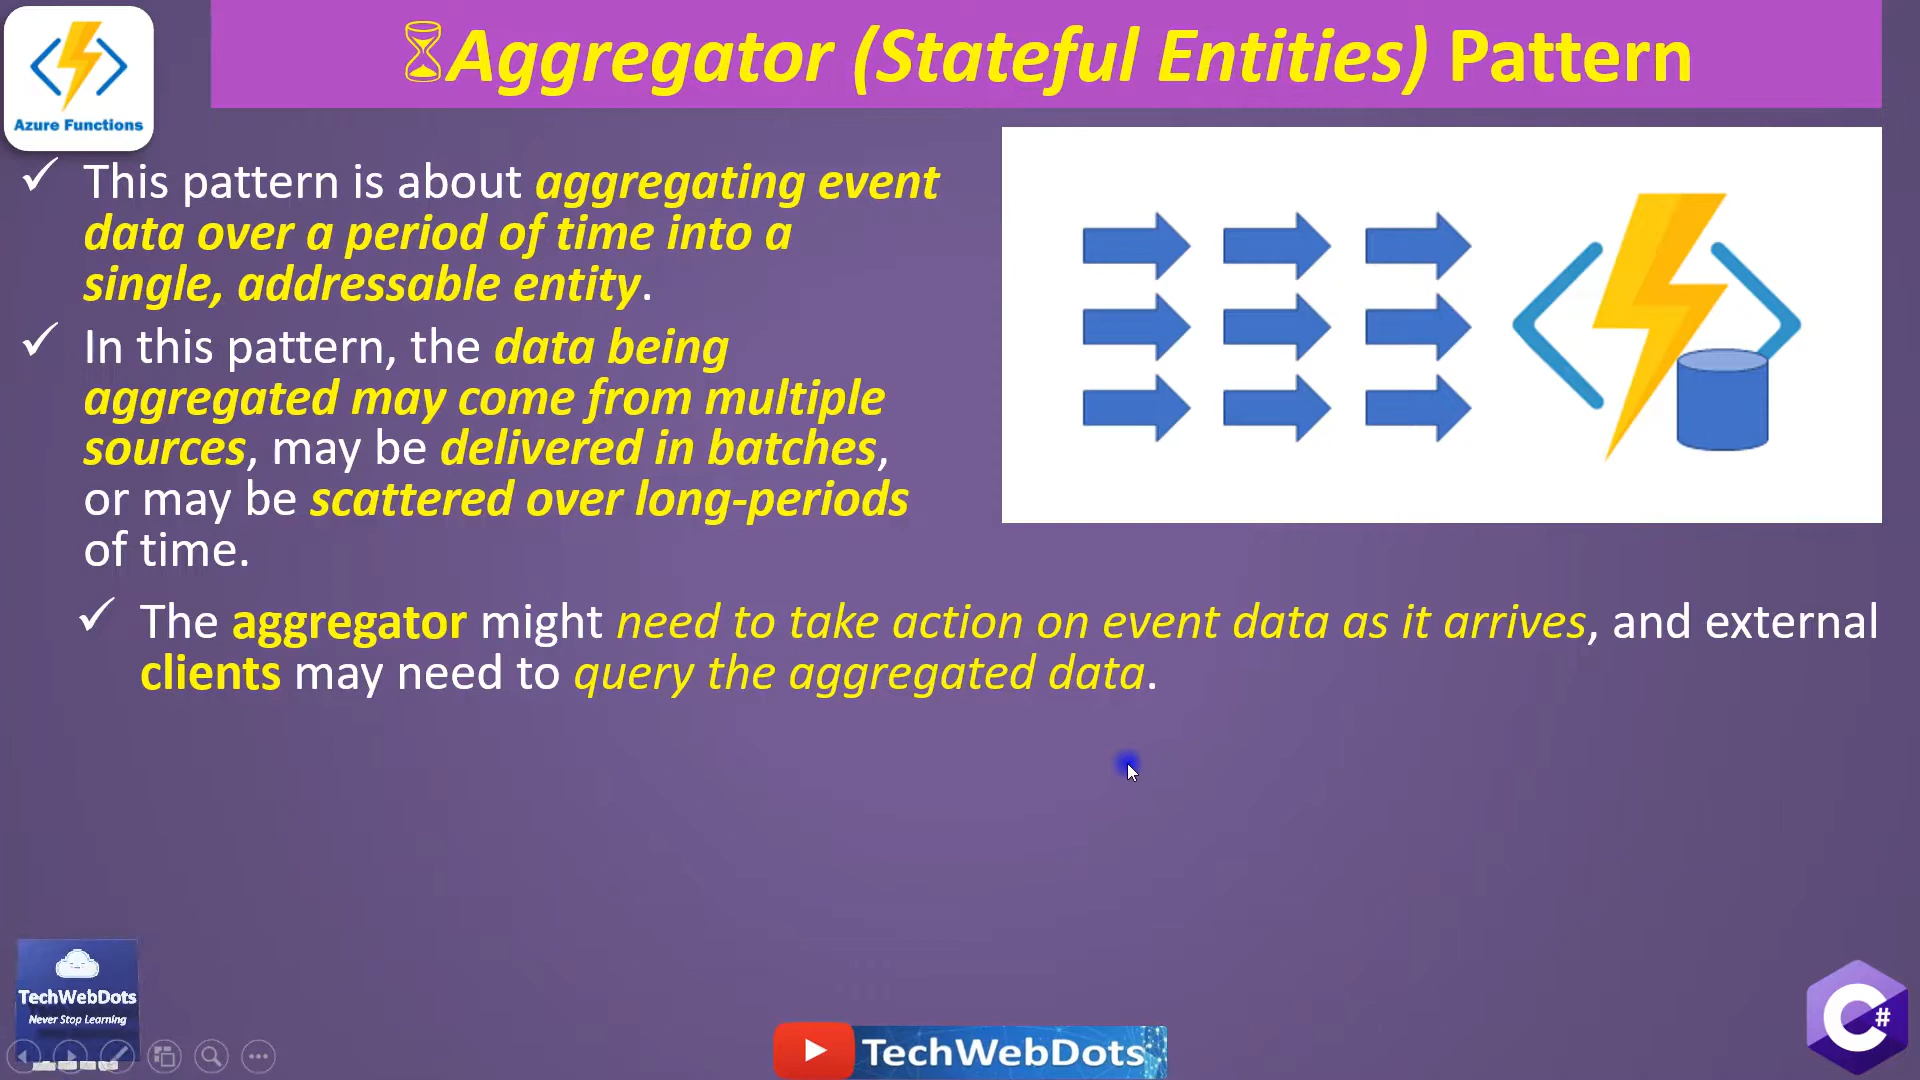 Azure Functions
Aggregator (Stateful Entities) Pattern
This pattern is about aggregating event
data over a period of time into a
single, addressable entity.
In this pattern, the data being
aggregated may come from multiple
sources, may be delivered in batches,
or may be scattered over long-periods
of time.
The aggregator might need to take action on event data as it arrives, and external
clients may need to query the aggregated data.
TechWebDots
Never Stop Learning
TechWebDots
C#